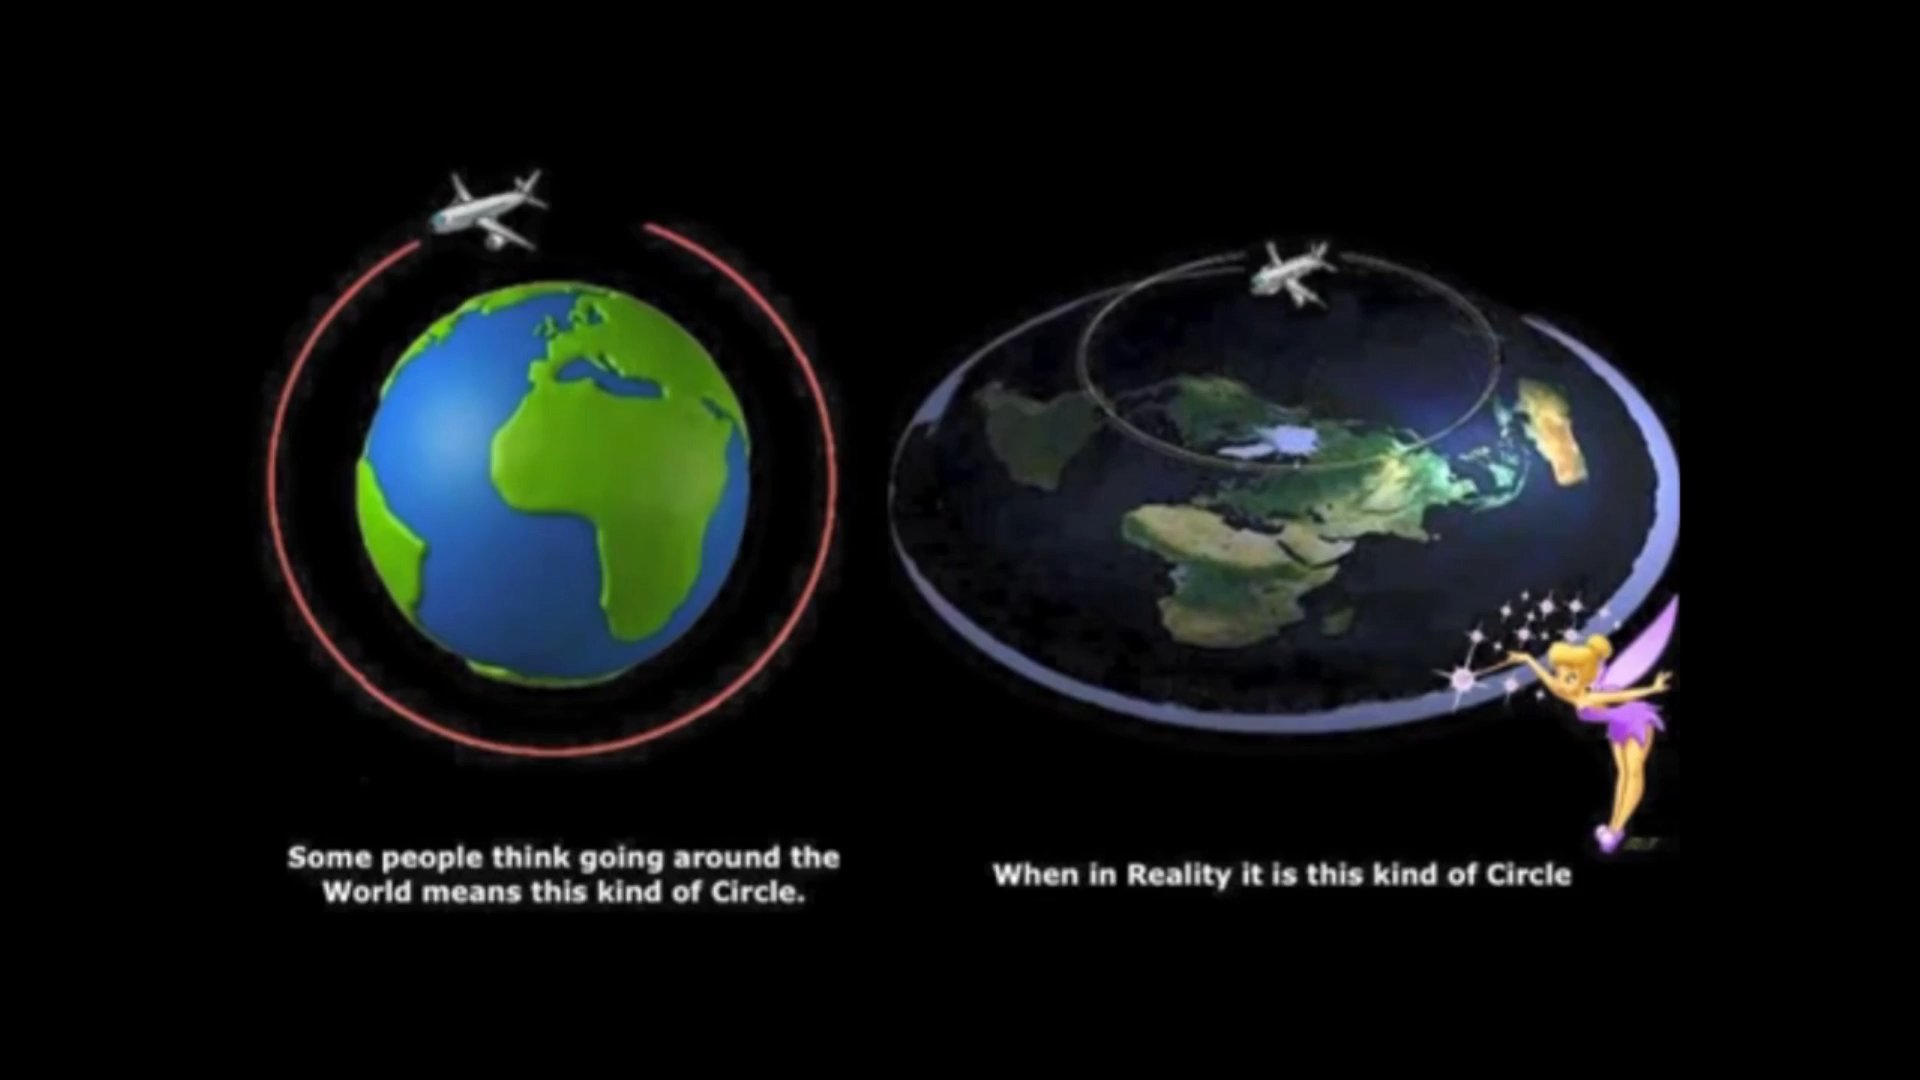 Some people think going around the
World means this kind of Circle.
When in Reality it is this kind of Circle